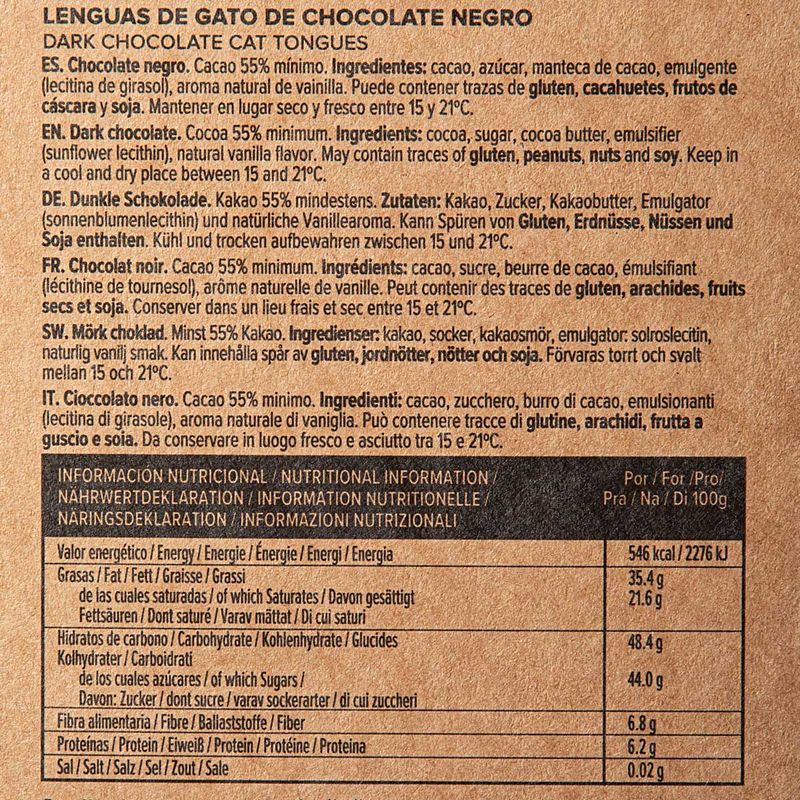 LENGUAS DE GATO DE CHOCOLATE NEGRO
DARK CHOCOLATE CAT TONGUES
ES. Chocolate negro. Cacao 55% mínimo. Ingredientes: cacao, azúcar, manteca de cacao, emulgente
(lecitina de girasol), aroma natural de vainilla. Puede contener trazas de gluten, cacahuetes, frutos de
cáscara y soja. Mantener en lugar seco y fresco entre 15 y 21ºC.
EN. Dark chocolate. Cocoa 55% minimum. Ingredients: cocoa, sugar, cocoa butter, emulsifier
(sunflower lecithin), natural vanilla flavor. May contain traces of gluten, peanuts, nuts and soy. Keep in
a cool and dry place between 15 and 21ºC.
DE. Dunkle Schokolade. Kakao 55% mindestens. Zutaten: Kakao, Zucker, Kakaobutter, Emulgator
(sonnenblumenlecithin) und natürliche Vanillearoma. Kann Spüren von Gluten, Erdnüsse, Nüssen und
Soja enthalten. Kühl und trocken aufbewahren zwischen 15 und 21ºC.
FR. Chocolat noir. Cacao 55% minimum. Ingrédients: cacao, sucre, beurre de cacao, émulsifiant
(lécithine de tournesol), arôme naturelle de vanille. Peut contenir des traces de gluten, arachides, fruits
secs et soja. Conserver dans un lieu frais et sec entre 15 et 21ºC.
SW. Mörk choklad. Minst 55% Kakao. Ingredienser: kakao, socker, kakaosmör, emulgator: solroslecitin,
naturlig vanilj smak. Kan innehålla spår av gluten, jordnötter, nötter och soja. Förvaras torrt och svalt
mellan 15 och 21ºC.
IT. Cioccolato nero. Cacao 55% minimo. Ingredienti: cacao, zucchero, burro di cacao, emulsionanti
(lecitina di girasole), aroma naturale di vaniglia. Può contenere tracce di glutine, arachidi, frutta a
guscio e soia. Da conservare in luogo fresco e asciutto tra 15 e 21ºC.
INFORMACIÓN NUTRICIONAL / NUTRITIONAL INFORMATION / Por / For /Pro/
NÄHRWERTDEKLARATION / INFORMATION NUTRITIONELLE / Pra / Na / Di 100g
NÄRINGSDEKLARATION / INFORMAZIONI NUTRIZIONALI
Valor energético / Energy / Energie / Énergie / Energi / Energia 546 kcal / 2276 kJ
Grasas / Fat / Fett / Graisse / Grassi 35.4 g
de las cuales saturadas / of which Saturates / Davon gesättigt 21.6 g
Fettsäuren / Dont saturé / Varav mättat / Di cui saturi
Hidratos de carbono / Carbohydrate / Kohlenhydrate / Glucides 48.4 g
Kolhydrater / Carboidrati
de los cuales azúcares / of which Sugars / 44.0 g
Davon: Zucker / dont sucre / varav sockerarter / di cui zuccheri
Fibra alimentaria / Fibre / Ballaststoffe / Fiber 6.8 g
Proteínas / Protein / Eiweiß / Protein / Protéine / Proteina 6.2 g
Sal / Salt / Salz / Sel / Zout / Sale 0.02 g